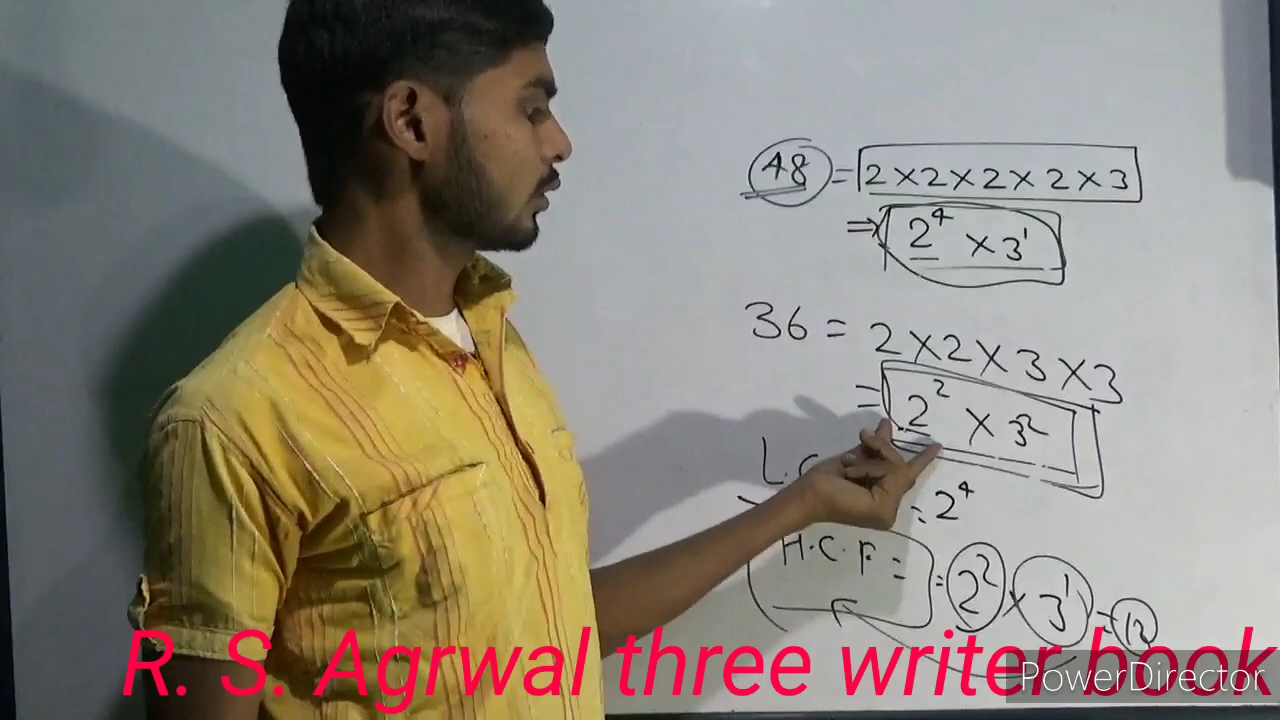 48 = 2×2×2×2×3
⇒ 2⁴ × 3¹
36 = 2×2×3×3
= 2² × 3²
L.C = 2⁴
H.C.F. = = 2² × 3¹ = 12
R. S. Agrwal three writer book
PowerDirector